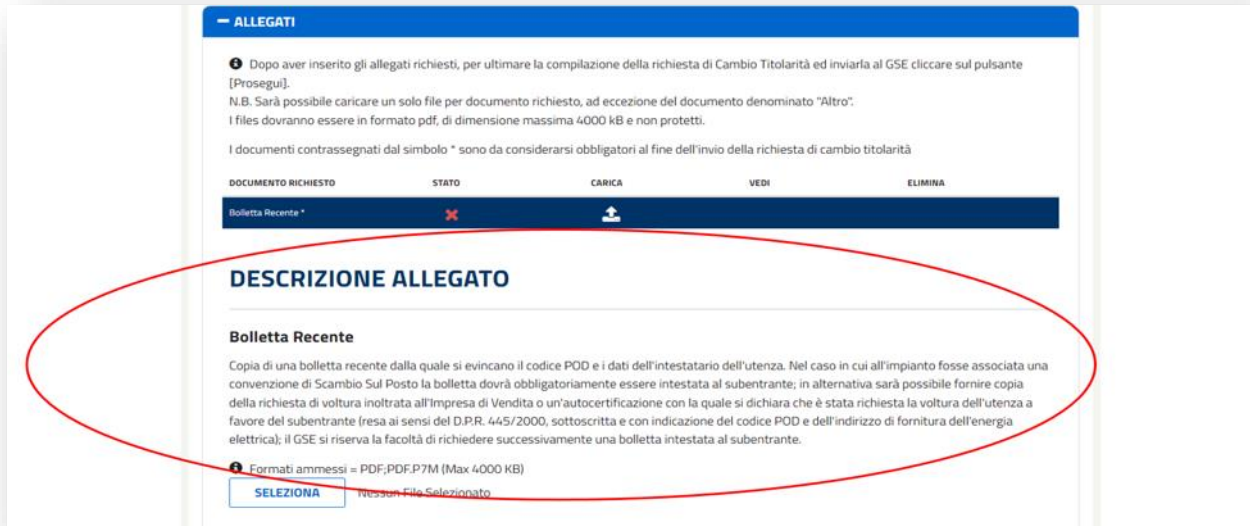 ALLEGATI
Dopo aver inserito gli allegati richiesti, per ultimare la compilazione della richiesta di Cambio Titolarità ed inviarla al GSE cliccare sul pulsante
[Prosegui].
N.B. Sarà possibile caricare un solo file per documento richiesto, ad eccezione del documento denominato "Altro".
I files dovranno essere in formato pdf, di dimensione massima 4000 kB e non protetti.
I documenti contrassegnati dal simbolo * sono da considerarsi obbligatori al fine dell'invio della richiesta di cambio titolarità
DOCUMENTO RICHIESTO STATO CARICA VEDI ELIMINA
Bolletta Recente *
DESCRIZIONE ALLEGATO
Bolletta Recente
Copia di una bolletta recente dalla quale si evincano il codice POD e i dati dell'intestatario dell'utenza. Nel caso in cui all'impianto fosse associata una
convenzione di Scambio Sul Posto la bolletta dovrà obbligatoriamente essere intestata al subentrante; in alternativa sarà possibile fornire copia
della richiesta di voltura inoltrata all'Impresa di Vendita o un'autocertificazione con la quale si dichiara che è stata richiesta la voltura dell'utenza a
favore del subentrante (resa ai sensi del D.P.R. 445/2000, sottoscritta e con indicazione del codice POD e dell'indirizzo di fornitura dell'energia
elettrica); il GSE si riserva la facoltà di richiedere successivamente una bolletta intestata al subentrante.
Formati ammessi = PDF;PDF.P7M (Max 4000 KB)
SELEZIONA Nessun File Selezionato